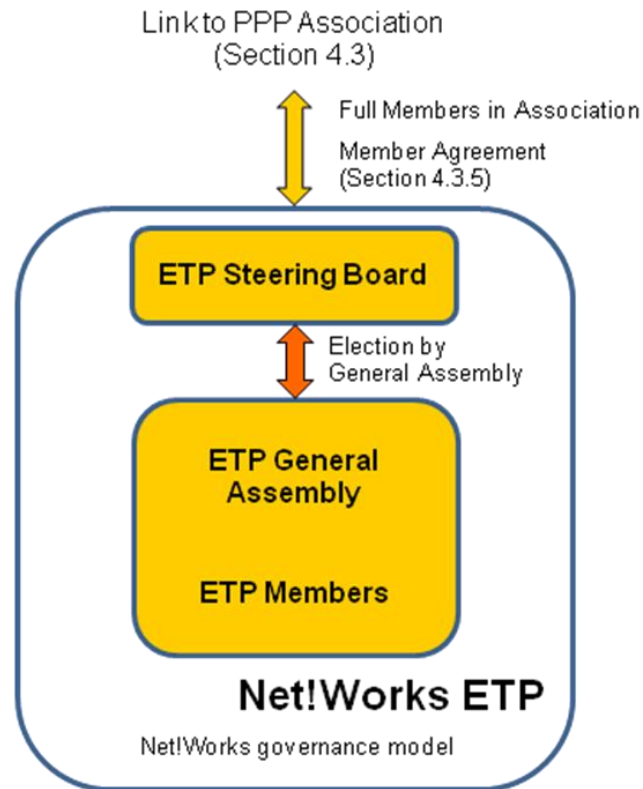 Link to PPP Association
(Section 4.3)
Full Members in Association
Member Agreement
(Section 4.3.5)
ETP Steering Board
Election by
General Assembly
ETP General
Assembly
ETP Members
Net!Works ETP
Net!Works governance model